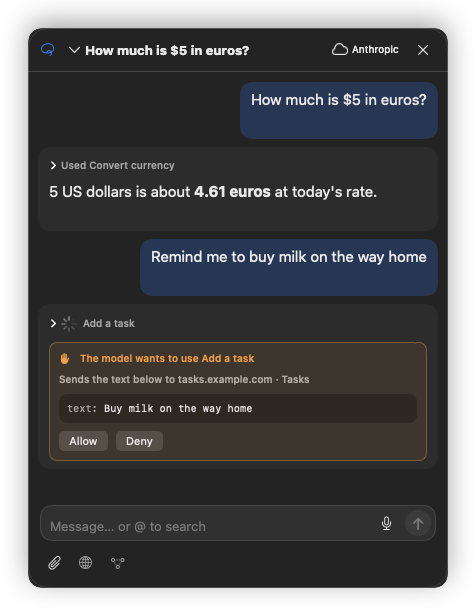 How much is $5 in euros?
Anthropic
How much is $5 in euros?
Used Convert currency
5 US dollars is about 4.61 euros at today's rate.
Remind me to buy milk on the way home
Add a task
The model wants to use Add a task
Sends the text below to tasks.example.com · Tasks
text: Buy milk on the way home
Allow Deny
Message... or @ to search